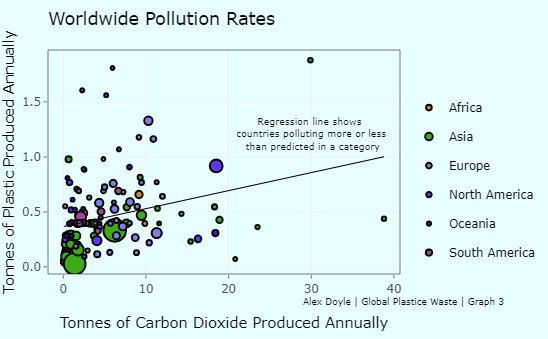 Worldwide Pollution Rates
Tonnes of Plastic Produced Annually
1.5
1.0
0.5
0.0
Regression line shows
countries polluting more or less
than predicted in a category
Africa
Asia
Europe
North America
Oceania
South America
0 10 20 30 40
Alex Doyle | Global Plastice Waste | Graph 3
Tonnes of Carbon Dioxide Produced Annually